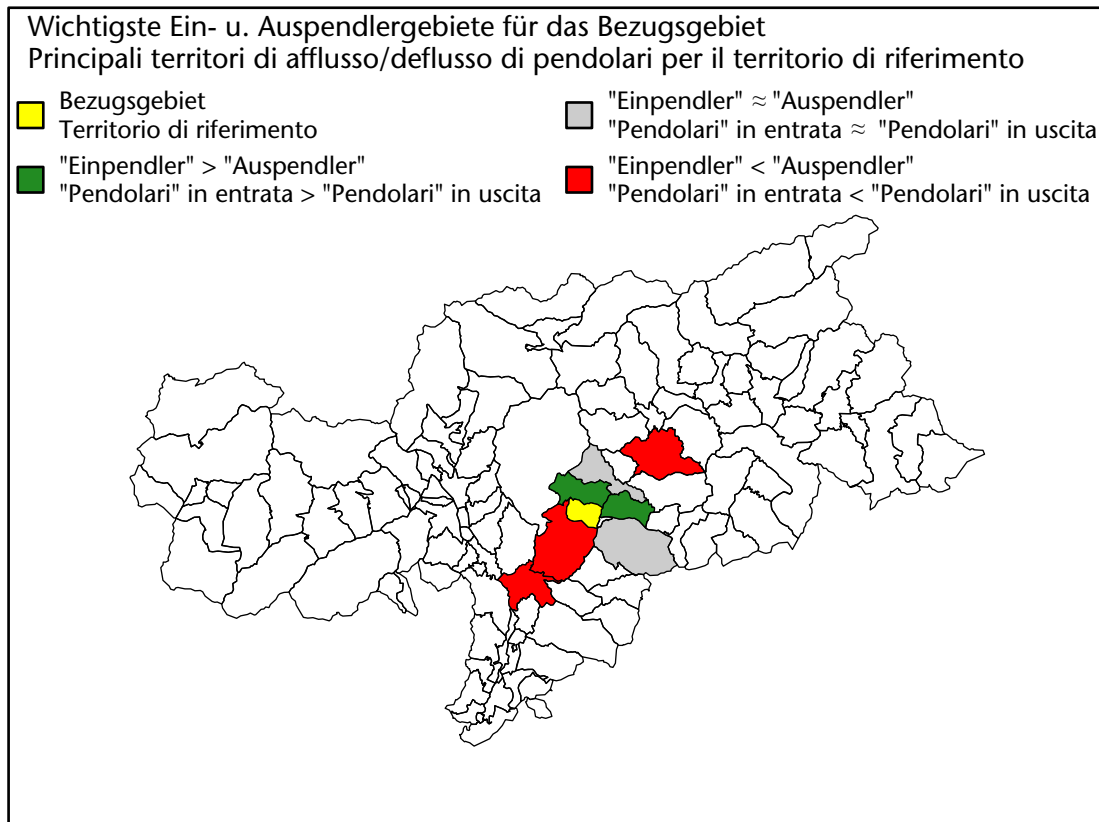 Wichtigste Ein- u. Auspendlergebiete für das Bezugsgebiet
Principali territori di afflusso/deflusso di pendolari per il territorio di riferimento
Bezugsgebiet
Territorio di riferimento
"Einpendler" > "Auspendler"
"Pendolari" in entrata > "Pendolari" in uscita
"Einpendler" ≈ "Auspendler"
"Pendolari" in entrata ≈ "Pendolari" in uscita
"Einpendler" < "Auspendler"
"Pendolari" in entrata < "Pendolari" in uscita